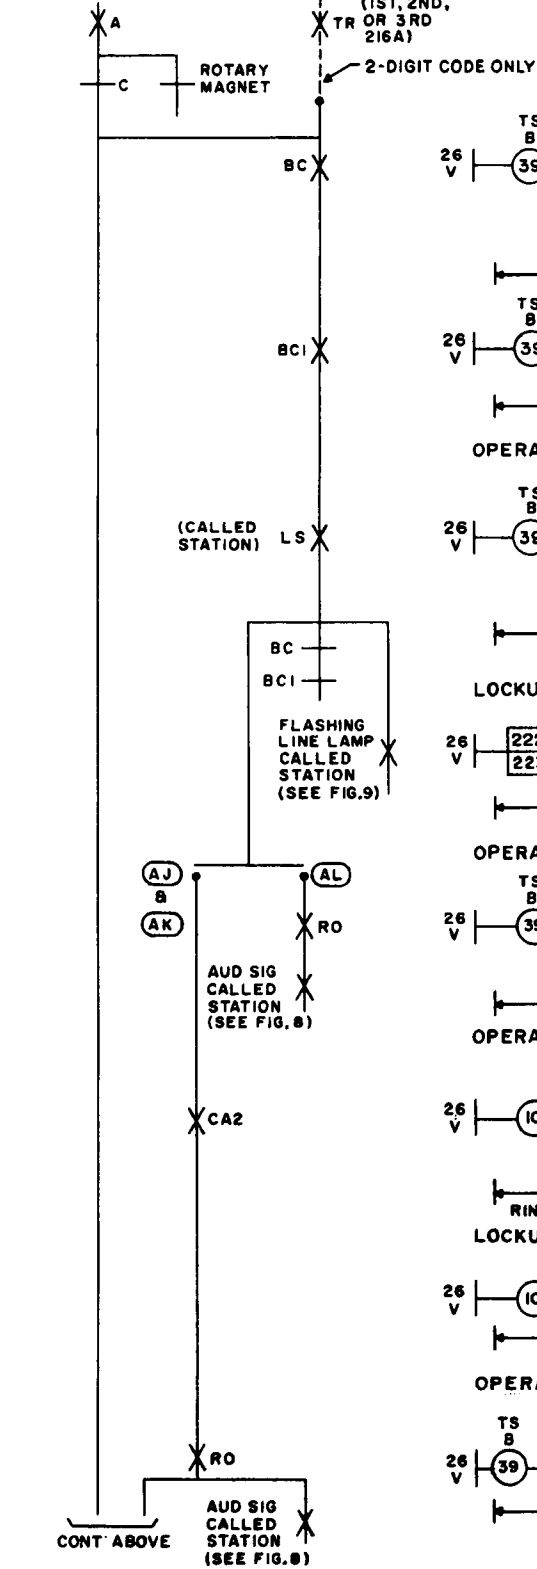 (1ST, 2ND,
A
TR OR 3RD
216A)
2-DIGIT CODE ONLY
C
ROTARY
MAGNET
TS
B
BC
26
V
39
TS
B
BC1
26
V
39
OPERA
TS
B
(CALLED
STATION)
LS
26
V
39
BC
BC1
LOCKU
FLASHING
LINE LAMP
CALLED
STATION
(SEE FIG.9)
26
V
222
22
OPERA
AJ
&
AK
AL
TS
B
RO
26
V
39
AUD SIG
CALLED
STATION
(SEE FIG. 8)
OPERA
CA2
26
V
10
RIN
LOCKU
26
V
10
OPERA
TS
B
RO
26
V
39
AUD SIG
CALLED
STATION
(SEE FIG.8)
CONT ABOVE